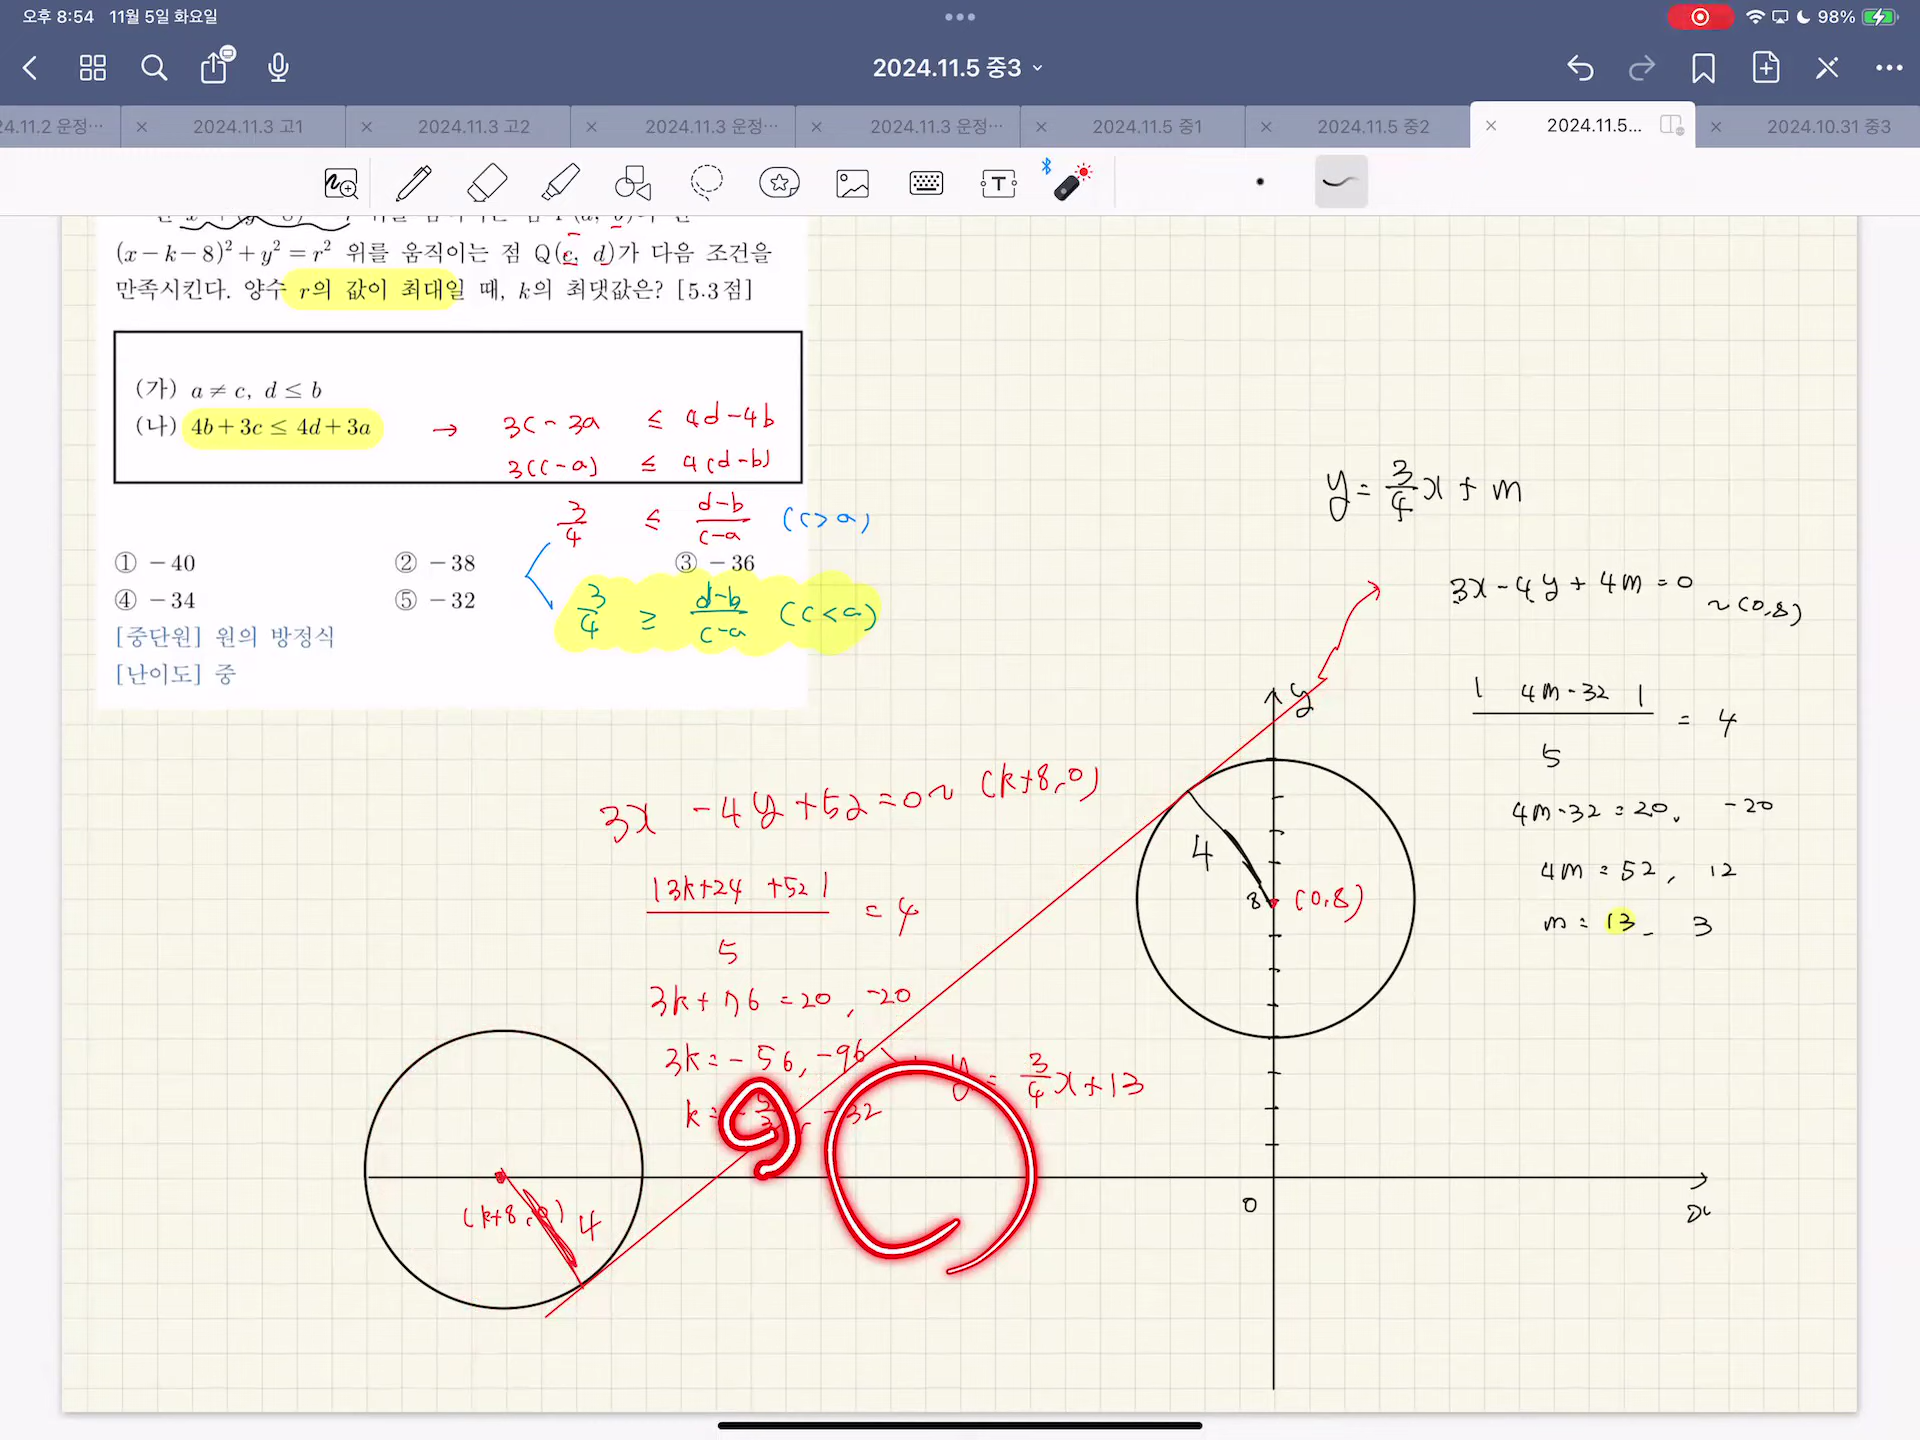 오후 8:54 11월 5일 화요일
98%
2024.11.5 중3
24.11.2 운정…
2024.11.3 고1
2024.11.3 고2
2024.11.3 운정…
2024.11.3 운정…
2024.11.5 중1
2024.11.5 중2
2024.11.5...
2024.10.31 중3
(x−k−8)²+y²=r² 위를 움직이는 점 Q(c, d)가 다음 조건을
만족시킨다. 양수 r의 값이 최대일 때, k의 최댓값은? [5.3점]
(가) a≠c, d≤b
(나) 4b+3c≤4d+3a
→ 3c-3a ≤ 4d-4b
3(c-a) ≤ 4(d-b)
3/4 ≤ (d-b)/(c-a) (c>a)
3/4 ≥ (d-b)/(c-a) (c<a)
① −40
② −38
③ −36
④ −34
⑤ −32
[중단원] 원의 방정식
[난이도] 중
y = 3/4 x + m
3x-4y+4m=0 ~(0,8)
| 4m-32 | / 5 = 4
4m-32 = 20, -20
4m = 52, 12
m = 13, 3
3x -4y+52=0 ~ (k+8,0)
|3k+24 +52| / 5 = 4
3k+76 = 20, -20
3k = -56, -96
-32
y = 3/4 x+13
y
4
8
(0,8)
(k+8, 0)
4
0
x